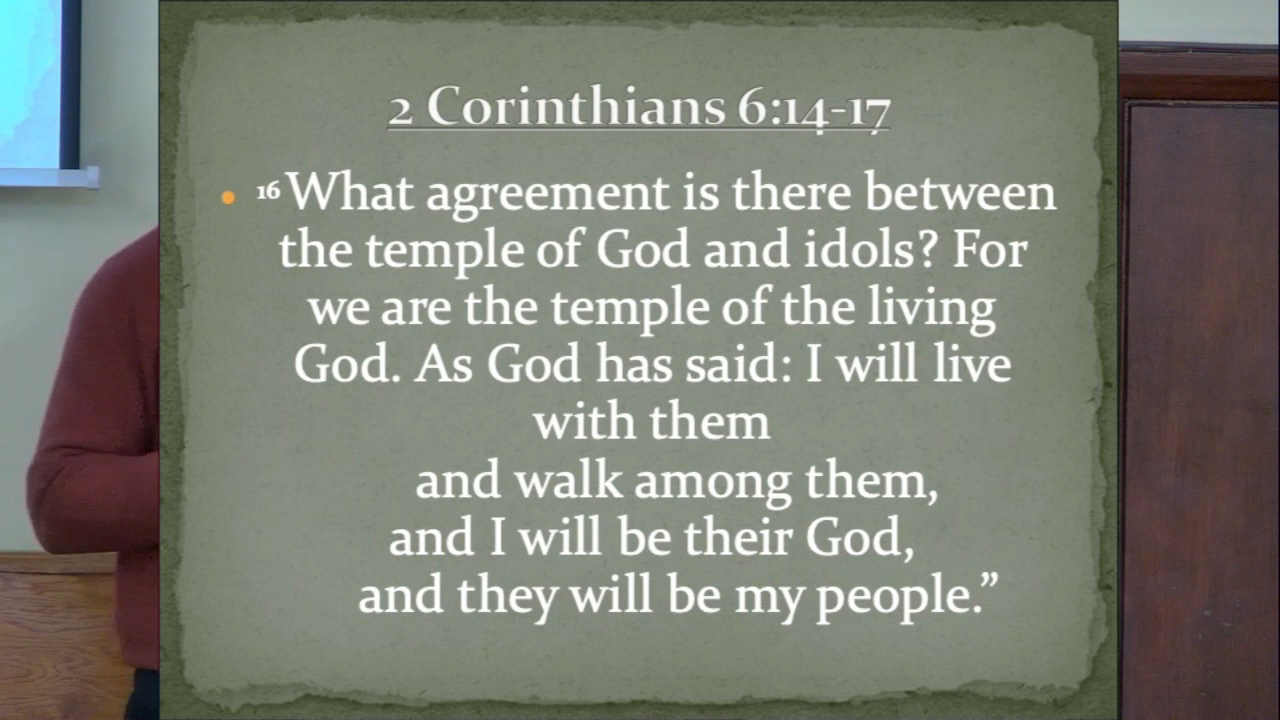 2 Corinthians 6:14-17
• ¹⁶What agreement is there between
the temple of God and idols? For
we are the temple of the living
God. As God has said: I will live
with them
and walk among them,
and I will be their God,
and they will be my people.”